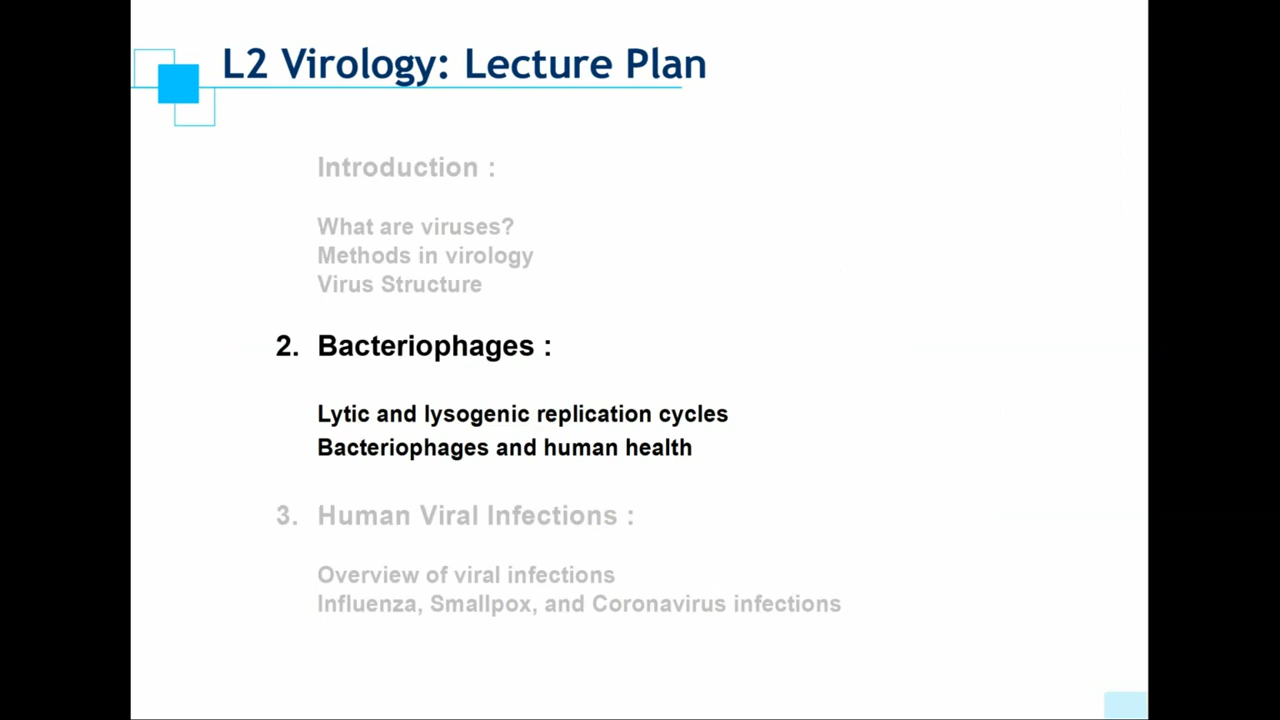 L2 Virology: Lecture Plan
Introduction :
What are viruses?
Methods in virology
Virus Structure
2. Bacteriophages :
Lytic and lysogenic replication cycles
Bacteriophages and human health
3. Human Viral Infections :
Overview of viral infections
Influenza, Smallpox, and Coronavirus infections